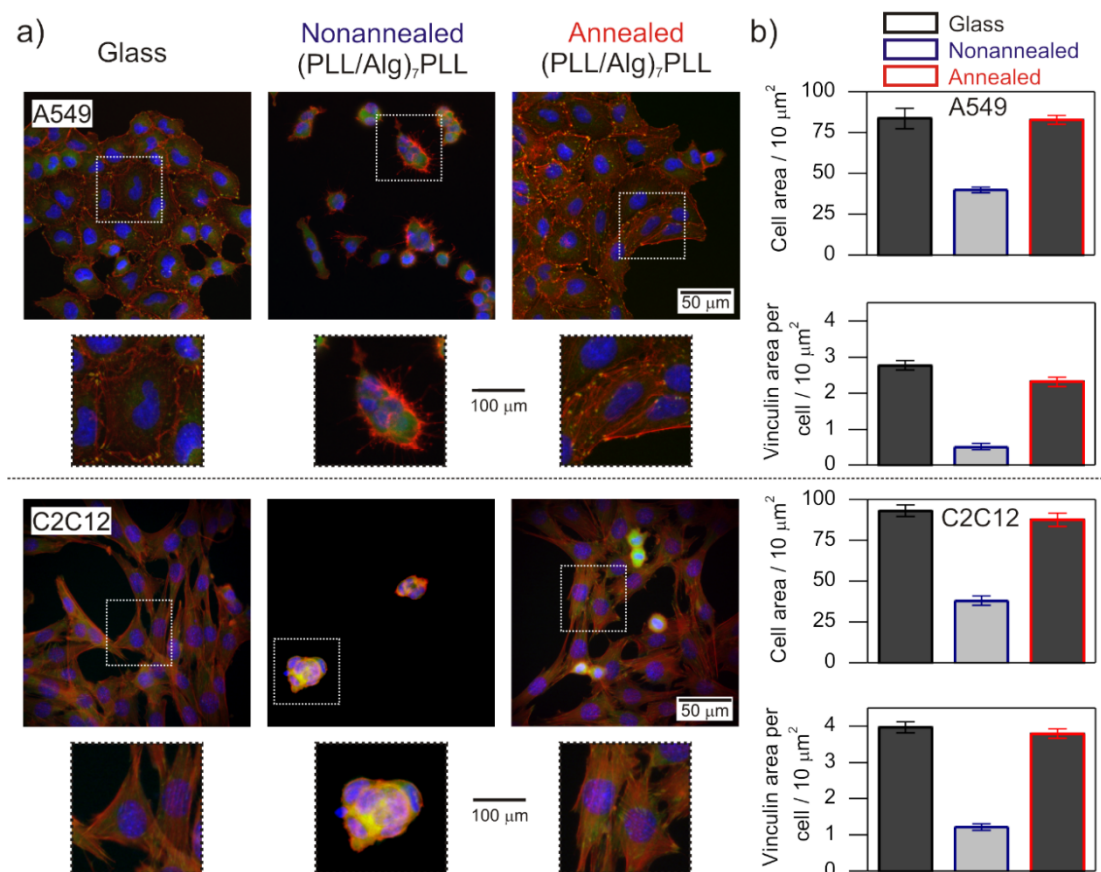 a)
Glass
Nonannealed
(PLL/Alg)₇PLL
Annealed
(PLL/Alg)₇PLL
A549
50 µm
100 µm
C2C12
50 µm
100 µm
b)
Glass
Nonannealed
Annealed
A549
Cell area / 10 µm²
100
75
50
25
0
Vinculin area per
cell / 10 µm²
4
3
2
1
0
C2C12
Cell area / 10 µm²
100
75
50
25
0
Vinculin area per
cell / 10 µm²
4
3
2
1
0